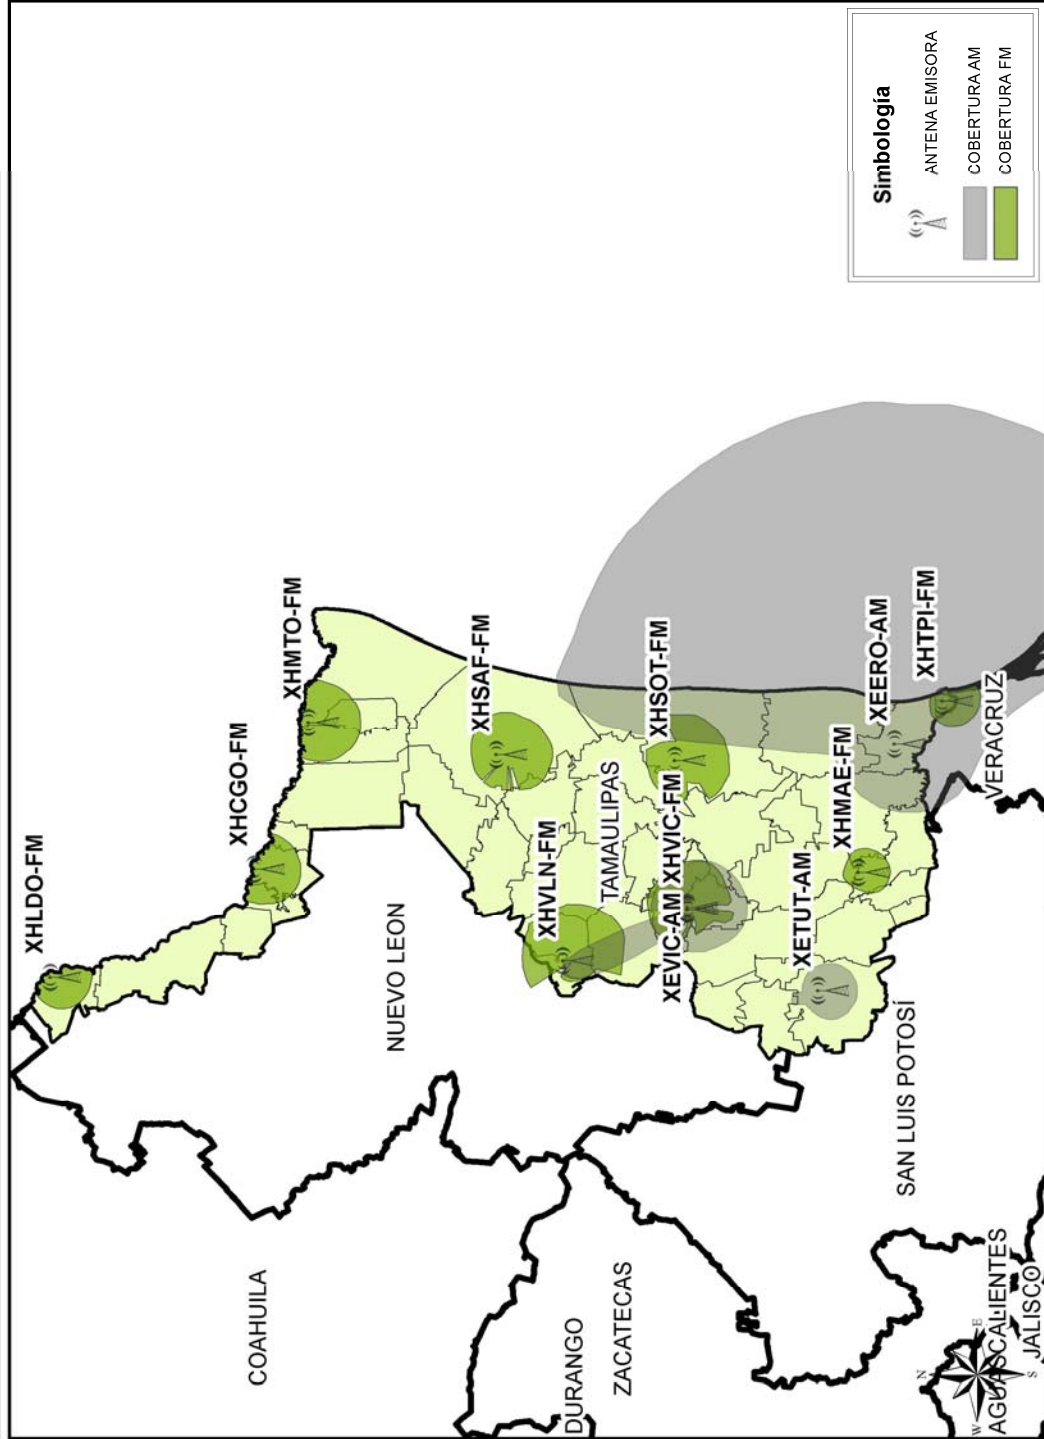 XHLDO-FM
XHCGO-FM
XHMTO-FM
XHSAF-FM
XHVLN-FM
TAMAULIPAS
XHSOT-FM
XEVIC-AM XHVIC-FM
XETUT-AM
XHMAE-FM
XEERO-AM
XHTPI-FM
VERACRUZ
NUEVO LEON
COAHUILA
DURANGO
ZACATECAS
SAN LUIS POTOSÍ
AGUASCALIENTES
JALISCO
N
W
E
S
Simbología
ANTENA EMISORA
COBERTURA AM
COBERTURA FM